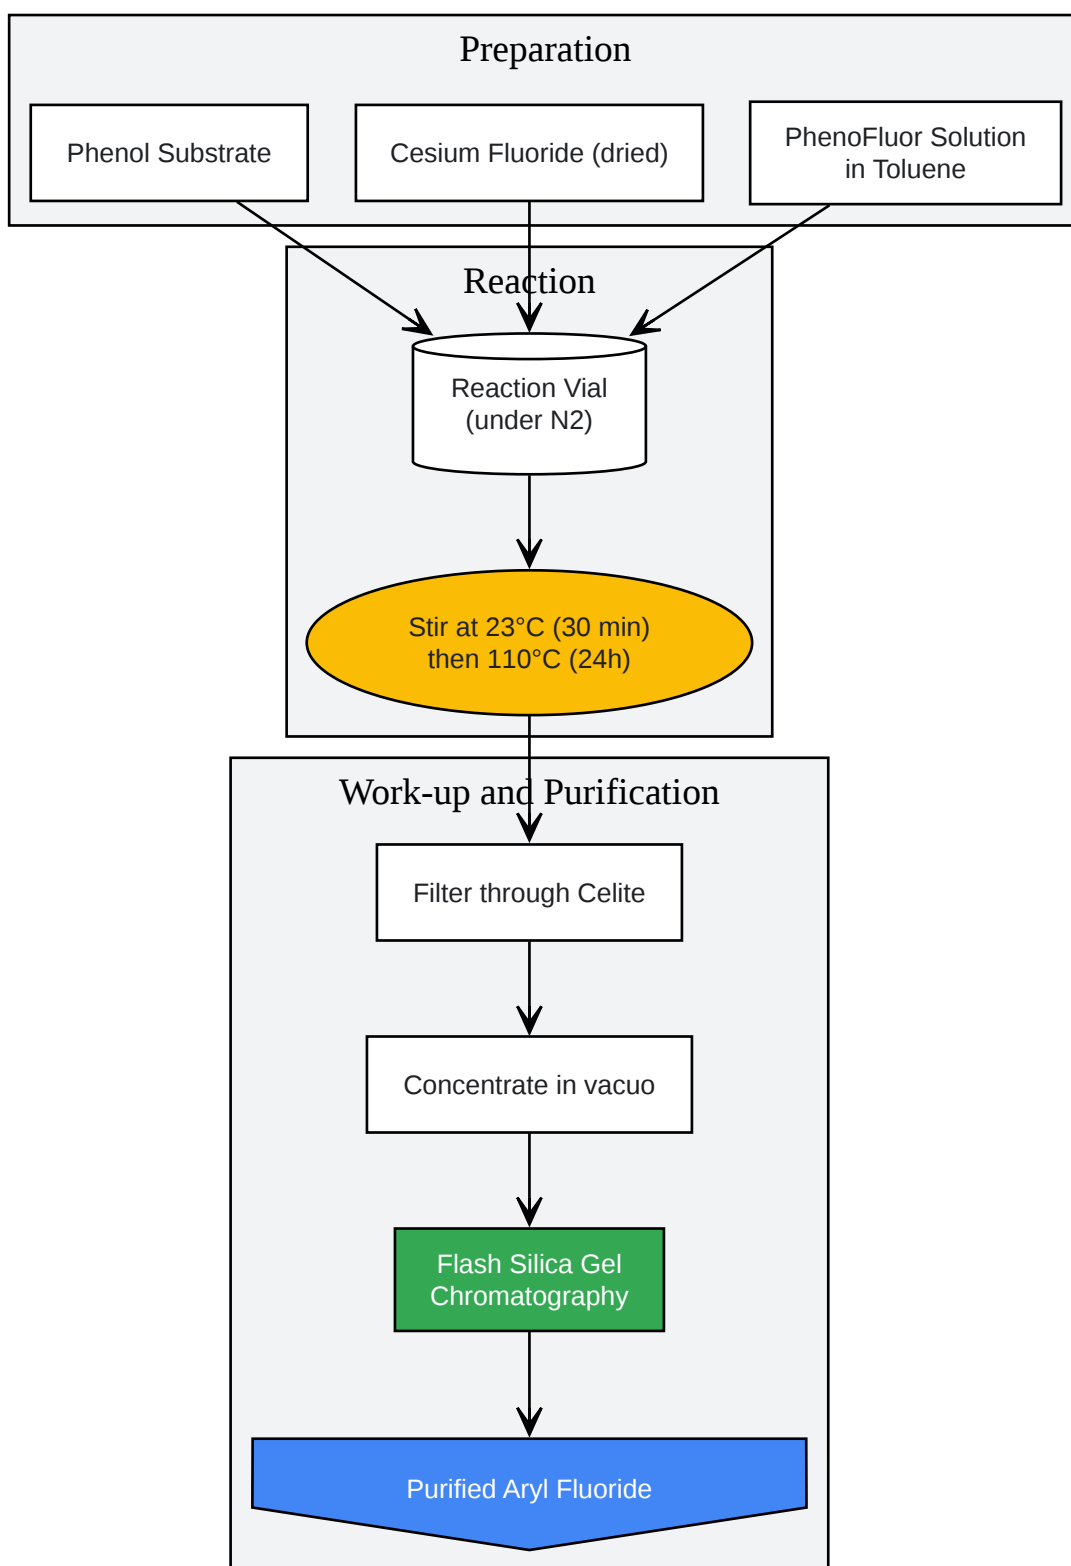 Preparation
Phenol Substrate
Cesium Fluoride (dried)
PhenoFluor Solution
in Toluene
Reaction
Reaction Vial
(under N2)
Stir at 23°C (30 min)
then 110°C (24h)
Work-up and Purification
Filter through Celite
Concentrate in vacuo
Flash Silica Gel
Chromatography
Purified Aryl Fluoride